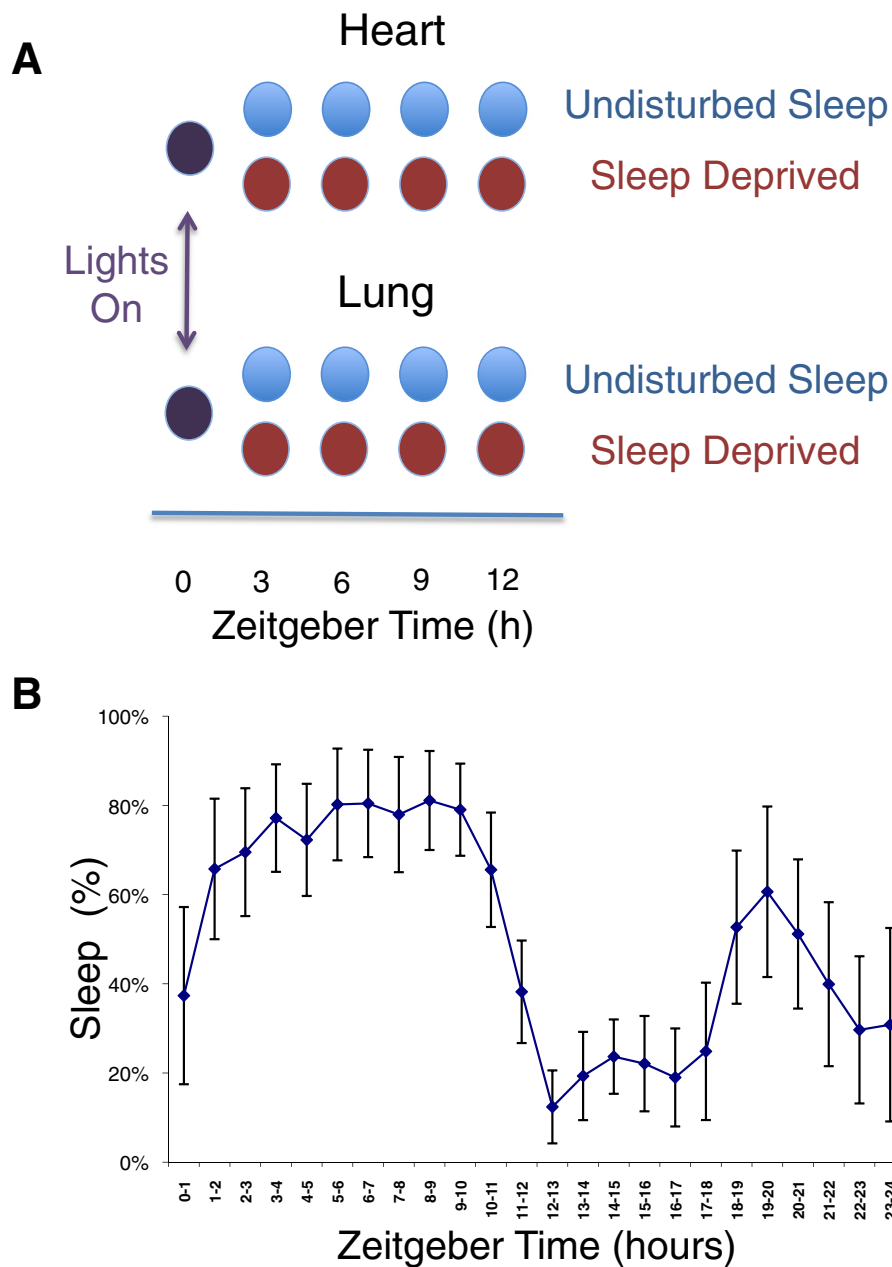 A
Heart
Undisturbed Sleep
Sleep Deprived
Lights
On
Lung
Undisturbed Sleep
Sleep Deprived
0 3 6 9 12
Zeitgeber Time (h)
B
100%
80%
60%
40%
20%
0%
Sleep (%)
0-1 1-2 2-3 3-4 4-5 5-6 6-7 7-8 8-9 9-10 10-11 11-12 12-13 13-14 14-15 15-16 16-17 17-18 18-19 19-20 20-21 21-22 22-23 23-24
Zeitgeber Time (hours)